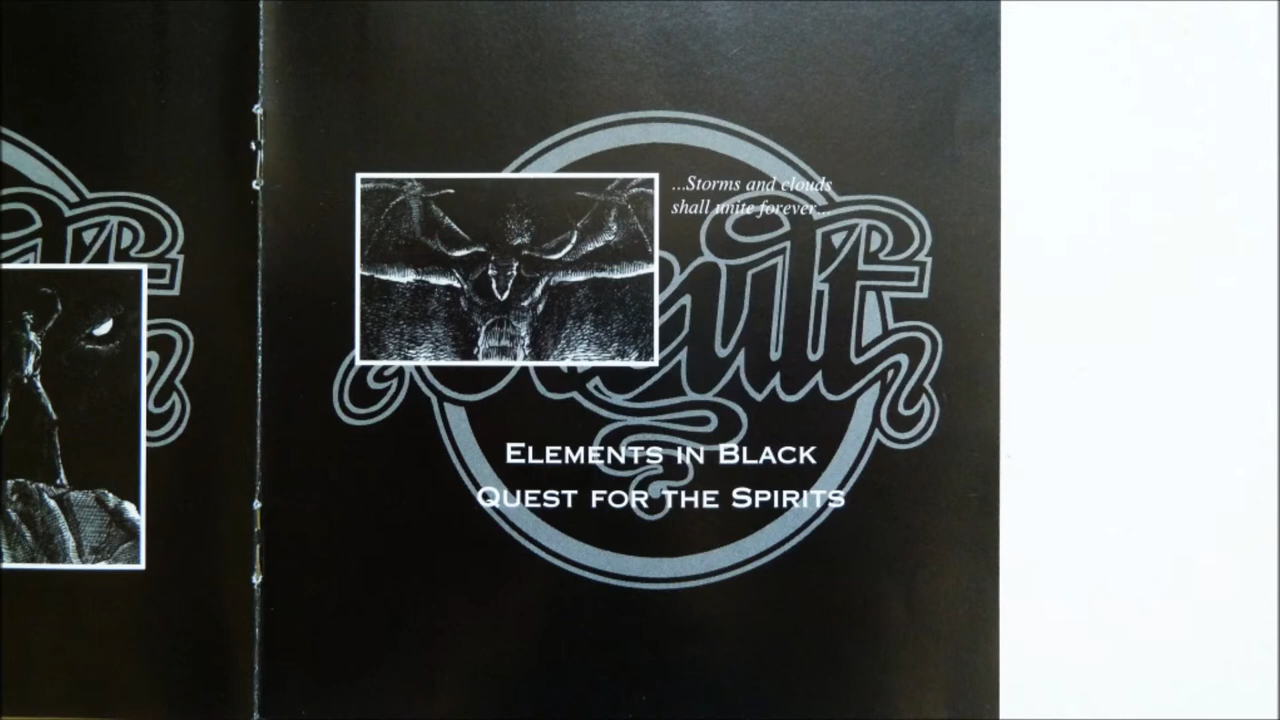 ...Storms and clouds
shall unite forever...
Elements in Black
Quest for the Spirits